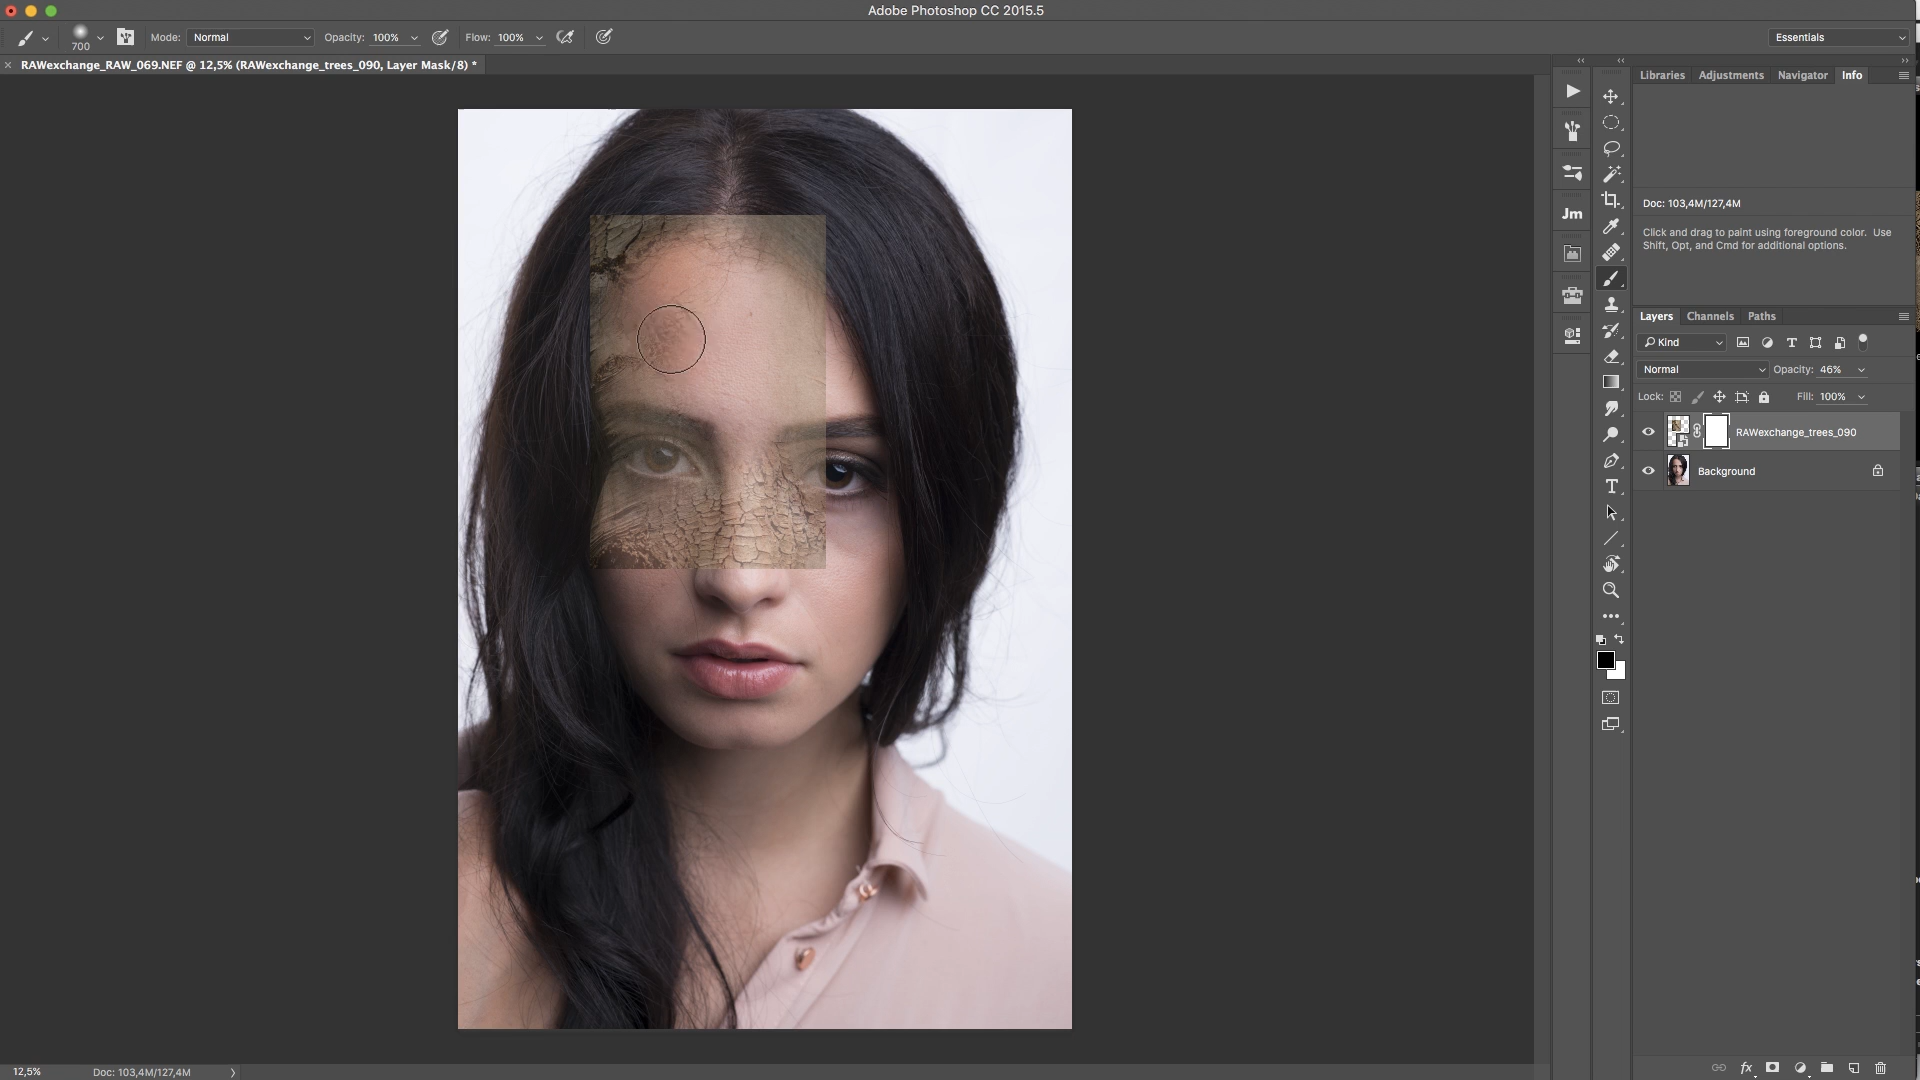 Adobe Photoshop CC 2015.5
700
Mode: Normal
Opacity: 100%
Flow: 100%
Essentials
RAWexchange_RAW_069.NEF @ 12,5% (RAWexchange_trees_090, Layer Mask/8) *
Libraries Adjustments Navigator Info
Jm
Doc: 103,4M/127,4M
Click and drag to paint using foreground color. Use
Shift, Opt, and Cmd for additional options.
Layers Channels Paths
Kind
Normal
Opacity: 46%
Lock:
Fill: 100%
RAWexchange_trees_090
Background
12,5%
Doc: 103,4M/127,4M
fx